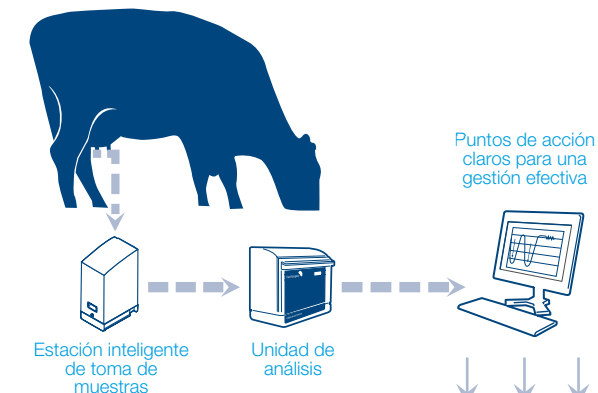 Puntos de acción
claros para una
gestión efectiva
Estación inteligente
de toma de
muestras
Unidad de
análisis